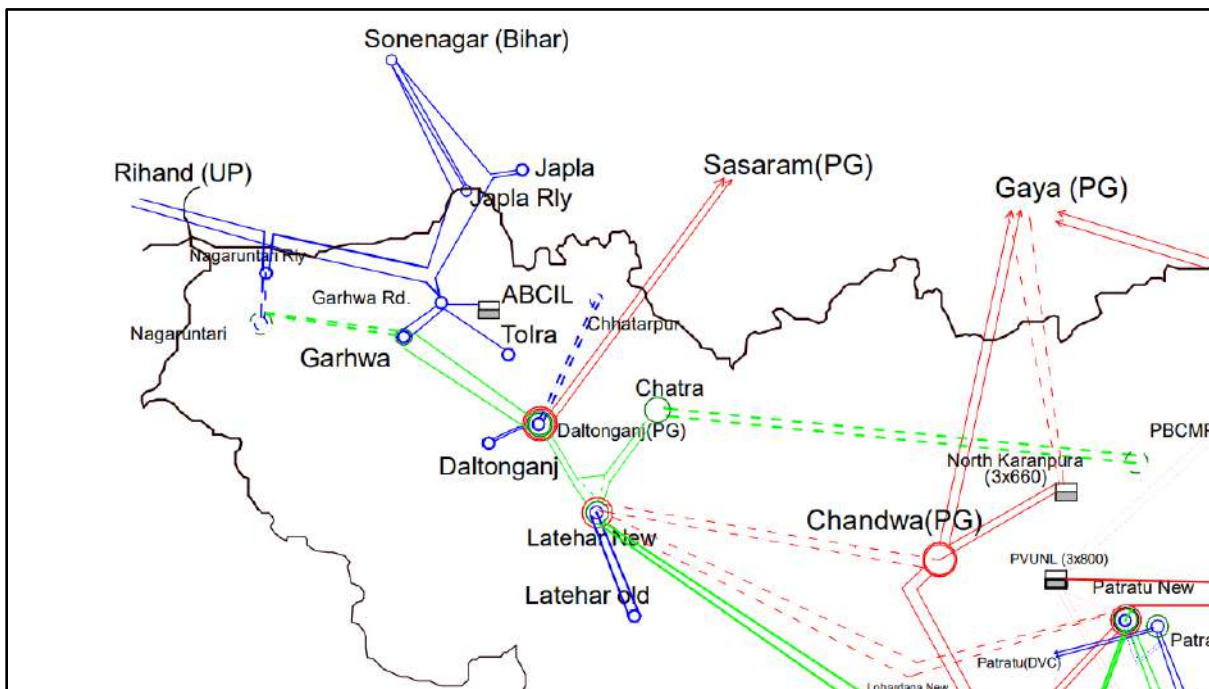 Sonenagar (Bihar)
Japla
Rihand (UP)
Sasaram(PG)
Gaya (PG)
Japla Rly
Nagaruntari Rly
Garhwa Rd.
ABCIL
Nagaruntari
Tolra
Chhatarpur
Garhwa
Chatra
Daltonganj(PG)
PBCMP
Daltonganj
North Karanpura
(3x660)
Chandwa(PG)
Latehar New
PVUNL (3x800)
Patratu New
Latehar old
Patra
Patratu(DVC)